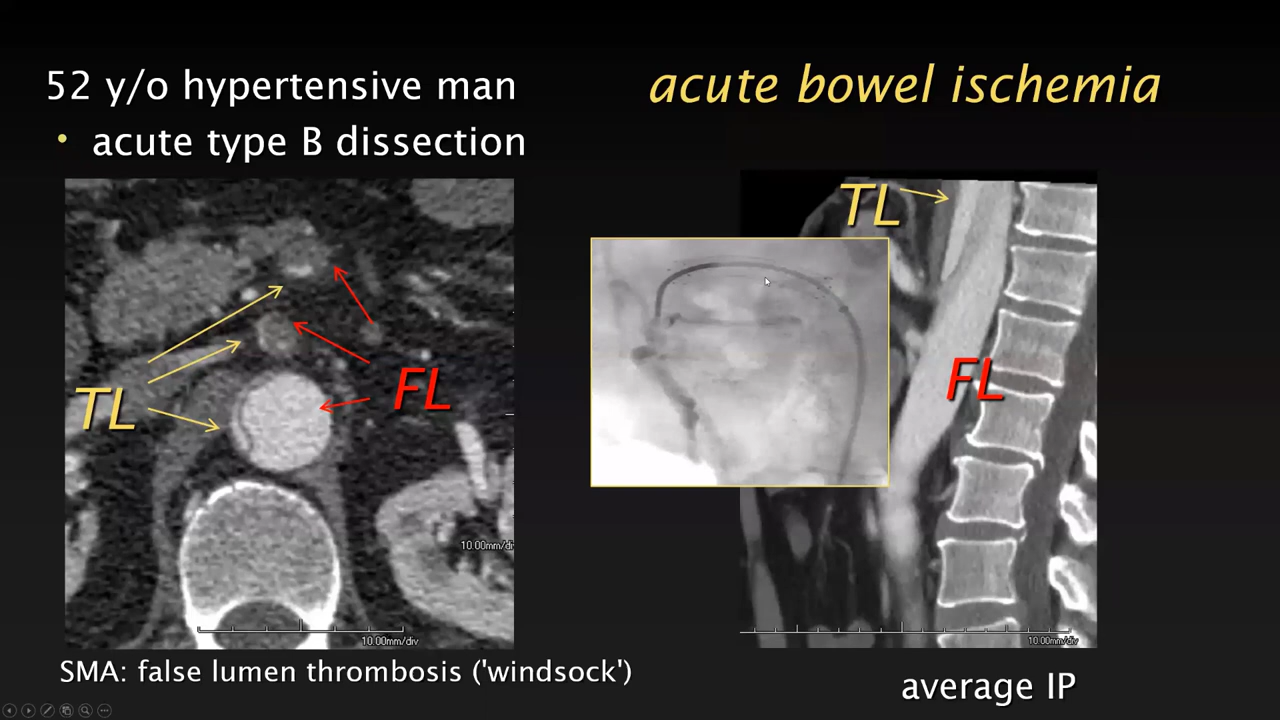 52 y/o hypertensive man
• acute type B dissection
acute bowel ischemia
TL
FL
10.00mm/div
10.00mm/div
TL
FL
10.00mm/div
SMA: false lumen thrombosis ('windsock')
average IP